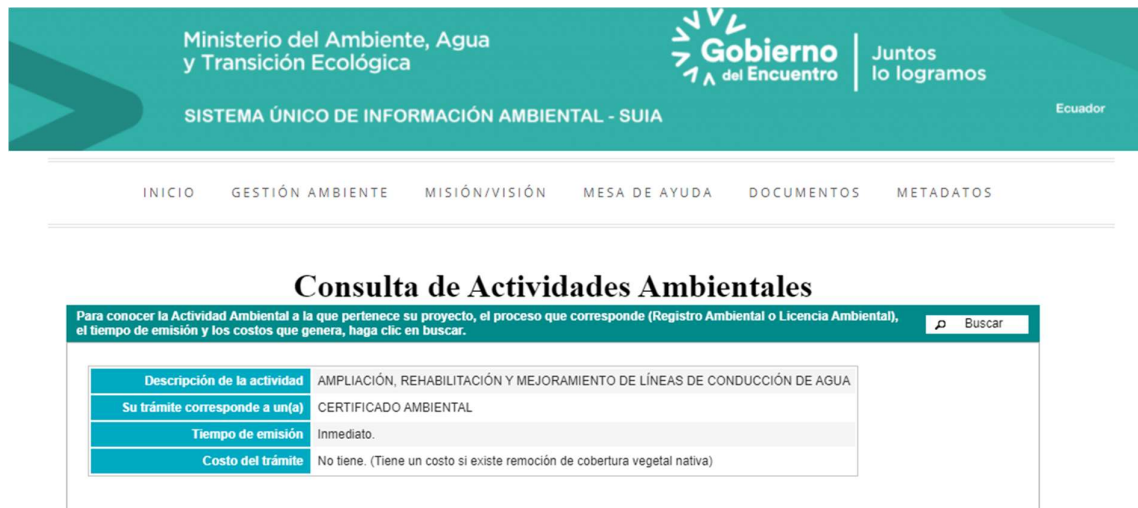 Ministerio del Ambiente, Agua
y Transición Ecológica
Gobierno
del Encuentro
Juntos
lo logramos
SISTEMA ÚNICO DE INFORMACIÓN AMBIENTAL - SUIA
Ecuador
INICIO GESTIÓN AMBIENTE MISIÓN/VISIÓN MESA DE AYUDA DOCUMENTOS METADATOS
Consulta de Actividades Ambientales
Para conocer la Actividad Ambiental a la que pertenece su proyecto, el proceso que corresponde (Registro Ambiental o Licencia Ambiental),
el tiempo de emisión y los costos que genera, haga clic en buscar.
Buscar
Descripción de la actividad AMPLIACIÓN, REHABILITACIÓN Y MEJORAMIENTO DE LÍNEAS DE CONDUCCIÓN DE AGUA
Su trámite corresponde a un(a) CERTIFICADO AMBIENTAL
Tiempo de emisión Inmediato.
Costo del trámite No tiene. (Tiene un costo si existe remoción de cobertura vegetal nativa)